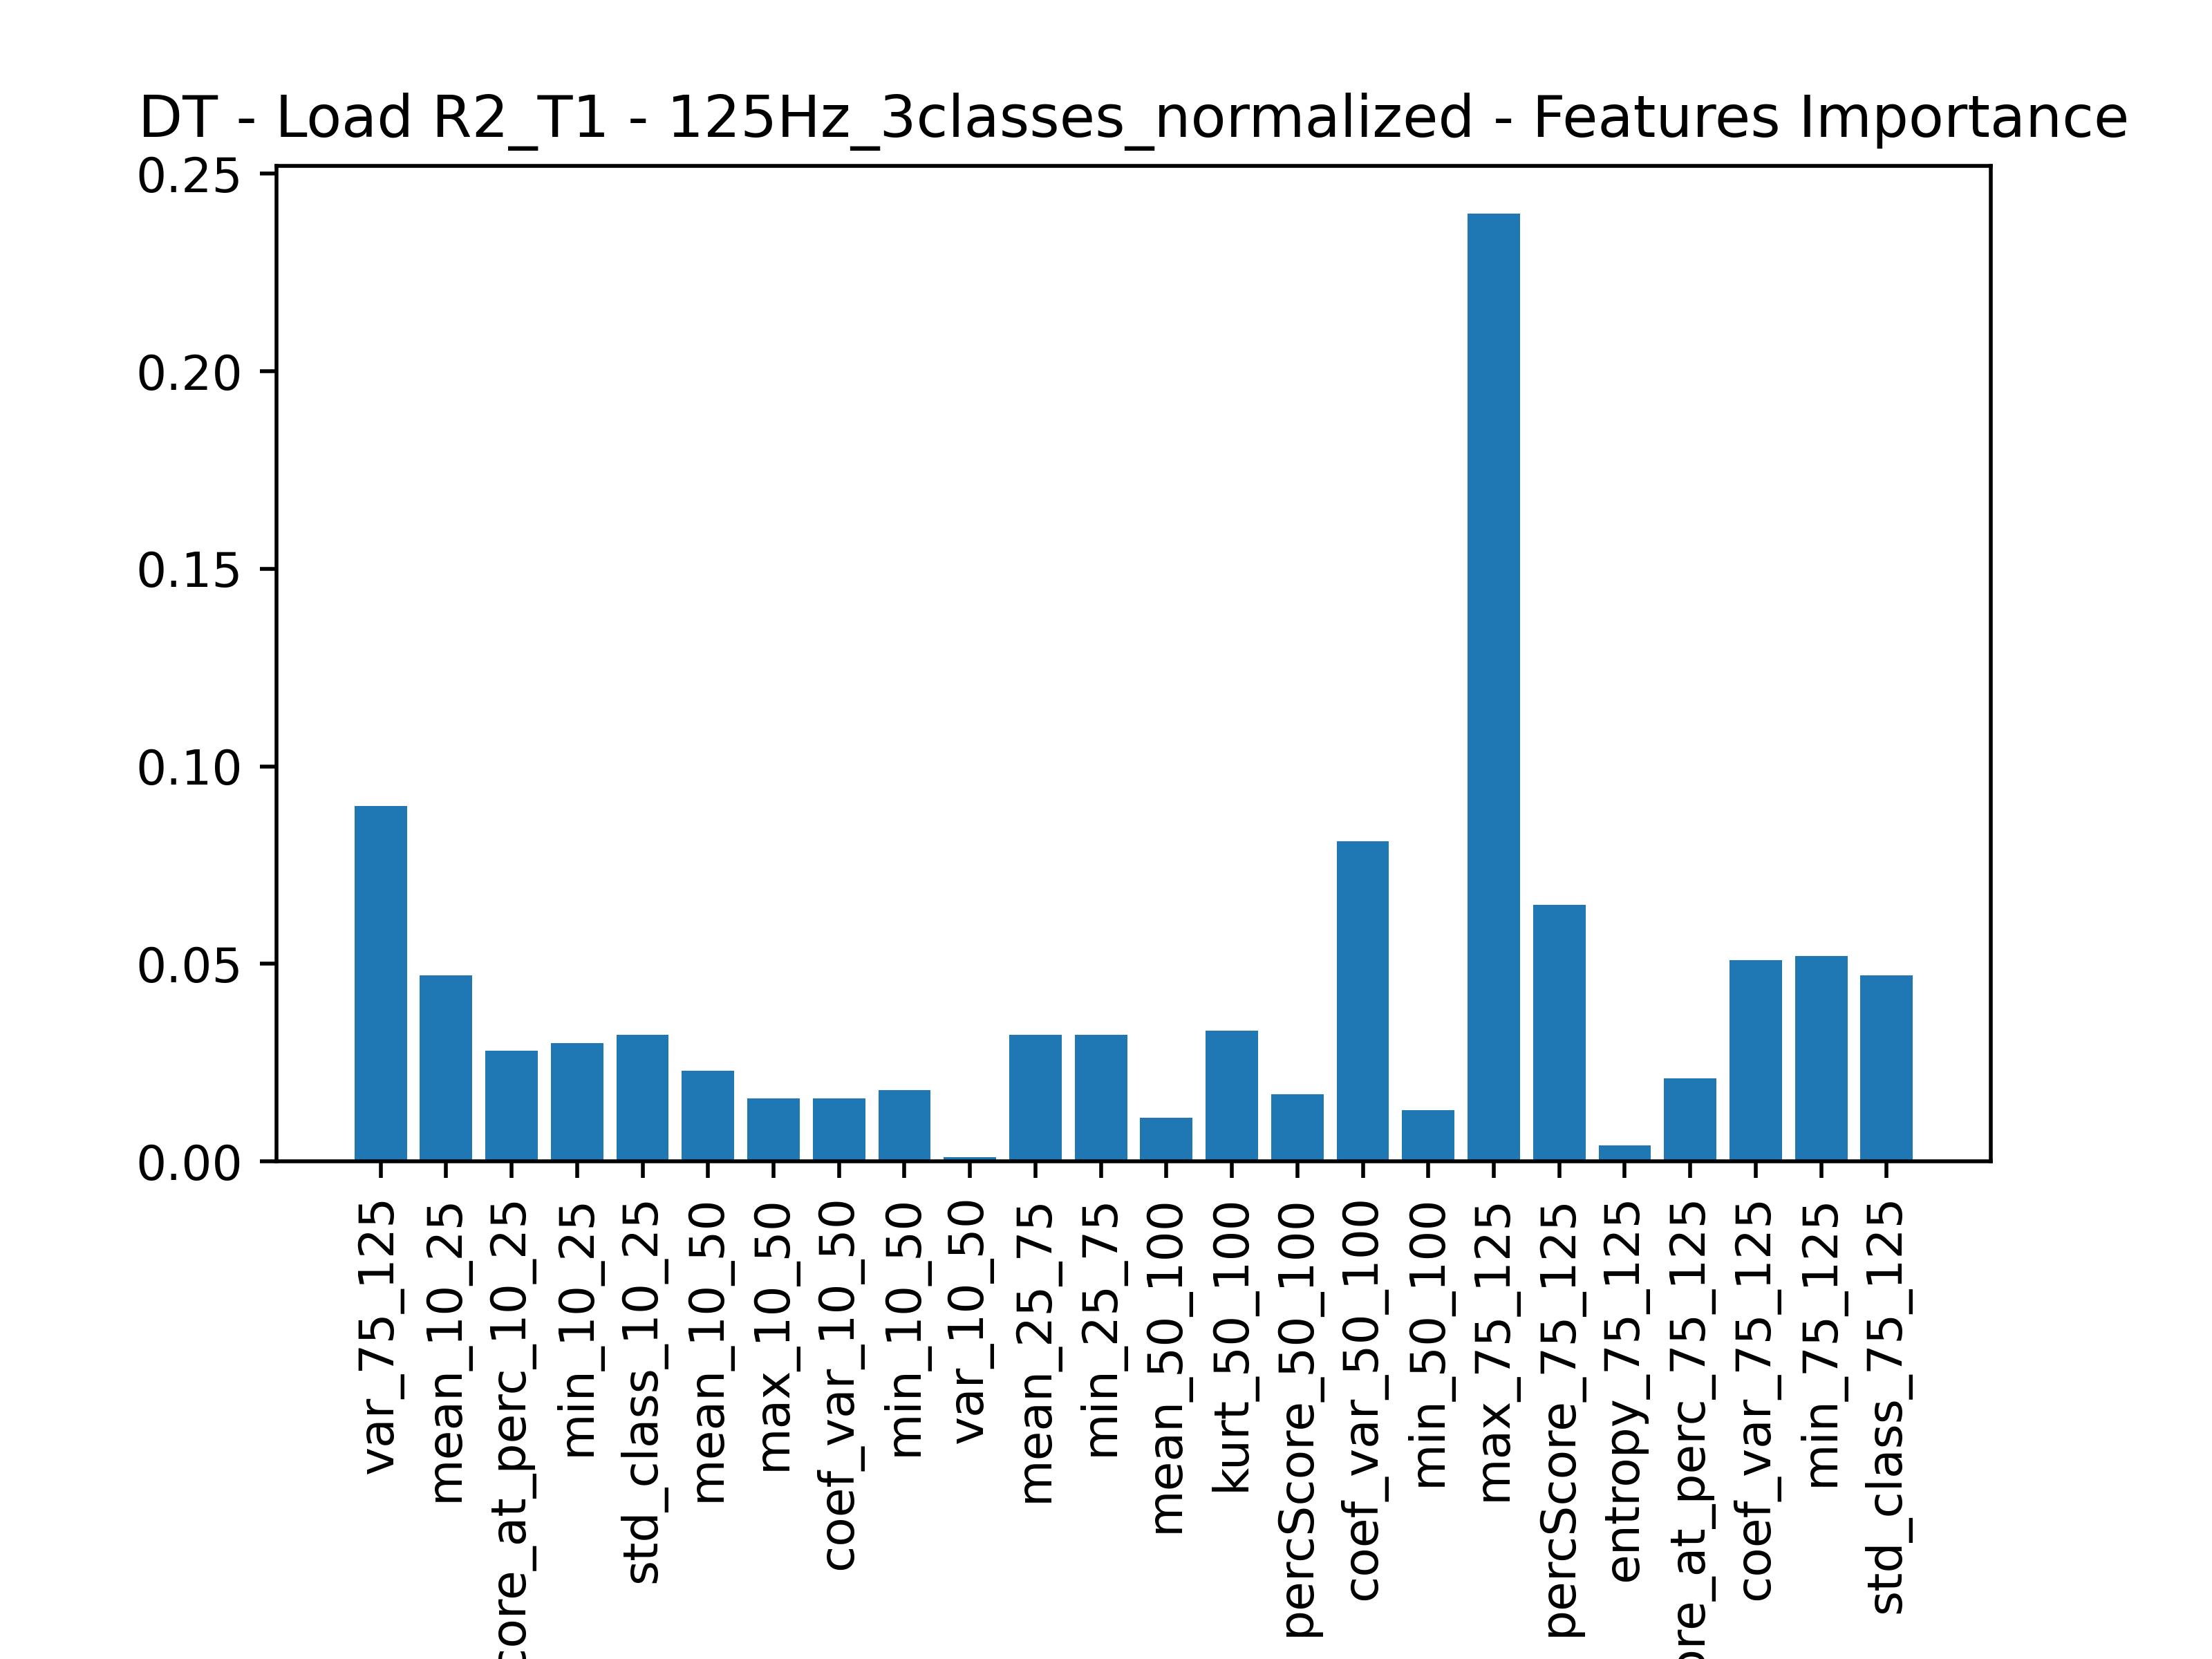 DT - Load R2_T1 - 125Hz_3classes_normalized - Features Importance
0.25
0.20
0.15
0.10
0.05
0.00
var_75_125
mean_10_25
core_at_perc_10_25
min_10_25
std_class_10_25
mean_10_50
max_10_50
coef_var_10_50
min_10_50
var_10_50
mean_25_75
min_25_75
mean_50_100
kurt_50_100
percScore_50_100
coef_var_50_100
min_50_100
max_75_125
percScore_75_125
entropy_75_125
ore_at_perc_75_125
coef_var_75_125
min_75_125
std_class_75_125